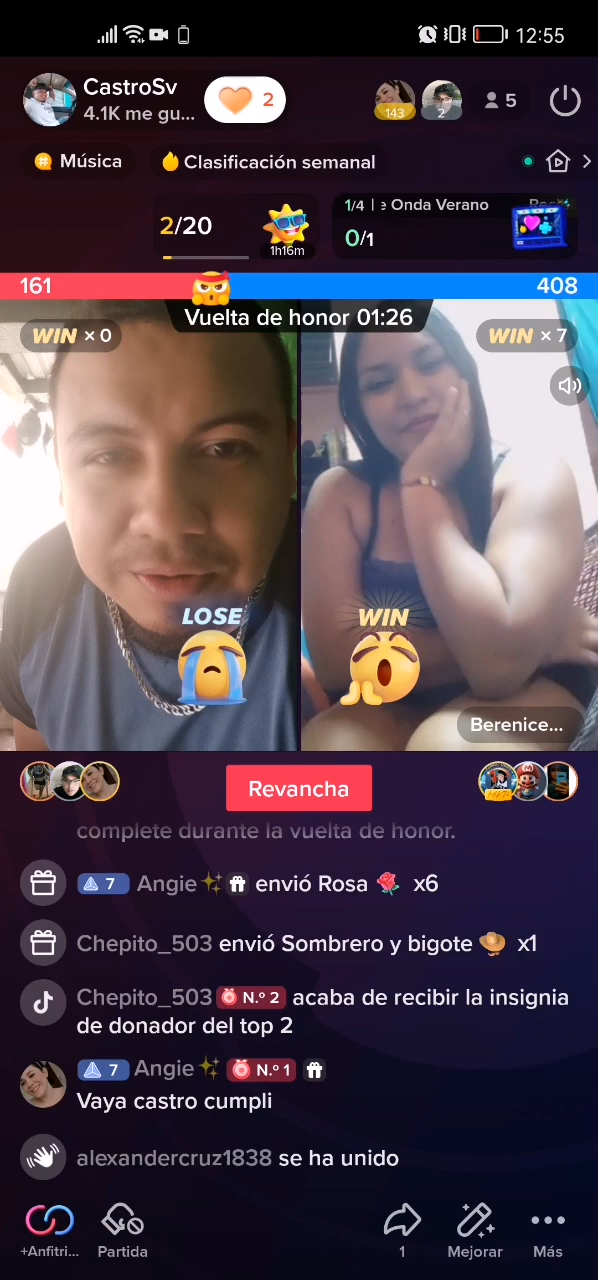 12:55
CastroSv
4.1K me gu...
2
143
2
5
Música
Clasificación semanal
2/20
1h16m
1/4 | e Onda Verano
0/1
161
408
Vuelta de honor 01:26
WIN × 0
WIN × 7
LOSE
WIN
Berenice...
Revancha
complete durante la vuelta de honor.
7 Angie✨ envió Rosa 🌹 x6
Chepito_503 envió Sombrero y bigote x1
Chepito_503 N.º 2 acaba de recibir la insignia
de donador del top 2
7 Angie✨ N.º 1
Vaya castro cumpli
alexandercruz1838 se ha unido
+Anfitri...
Partida
1
Mejorar
Más